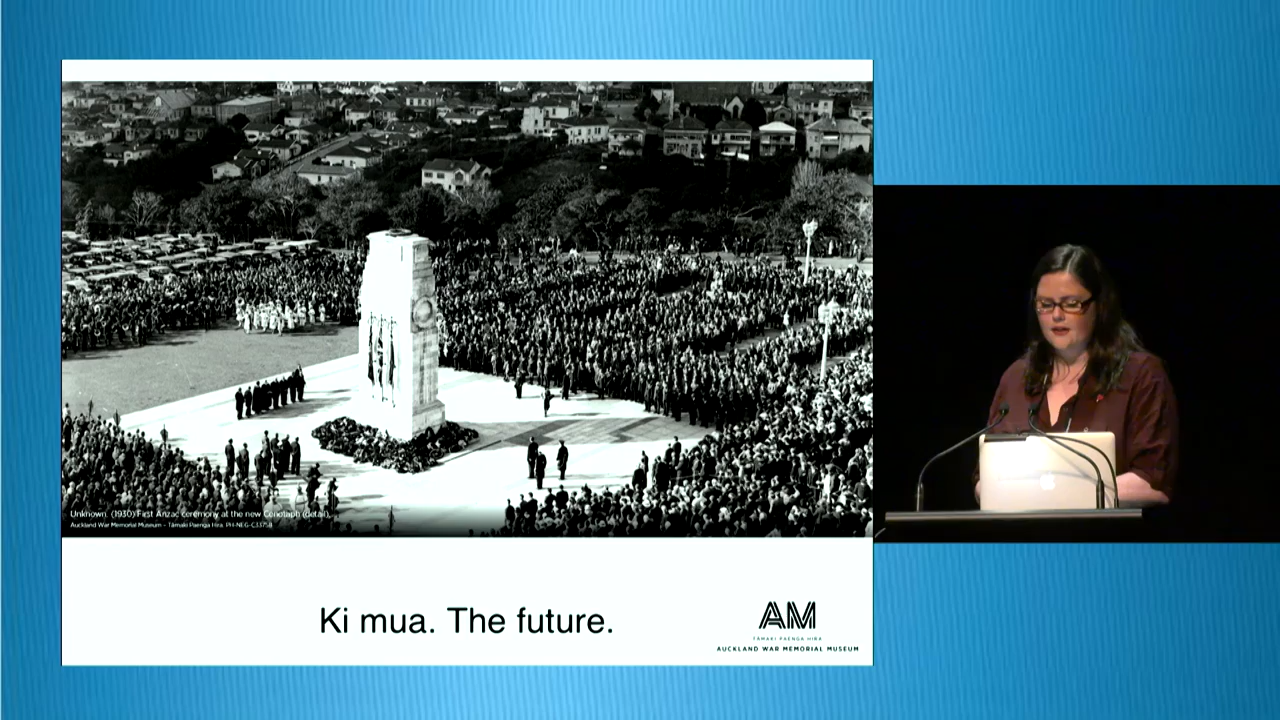 Unknown. (1930) First Anzac ceremony at the new Cenotaph (detail).
Auckland War Memorial Museum - Tāmaki Paenga Hira. PH-NEG-C33758
Ki mua. The future.
AM
TĀMAKI PAENGA HIRA
AUCKLAND WAR MEMORIAL MUSEUM